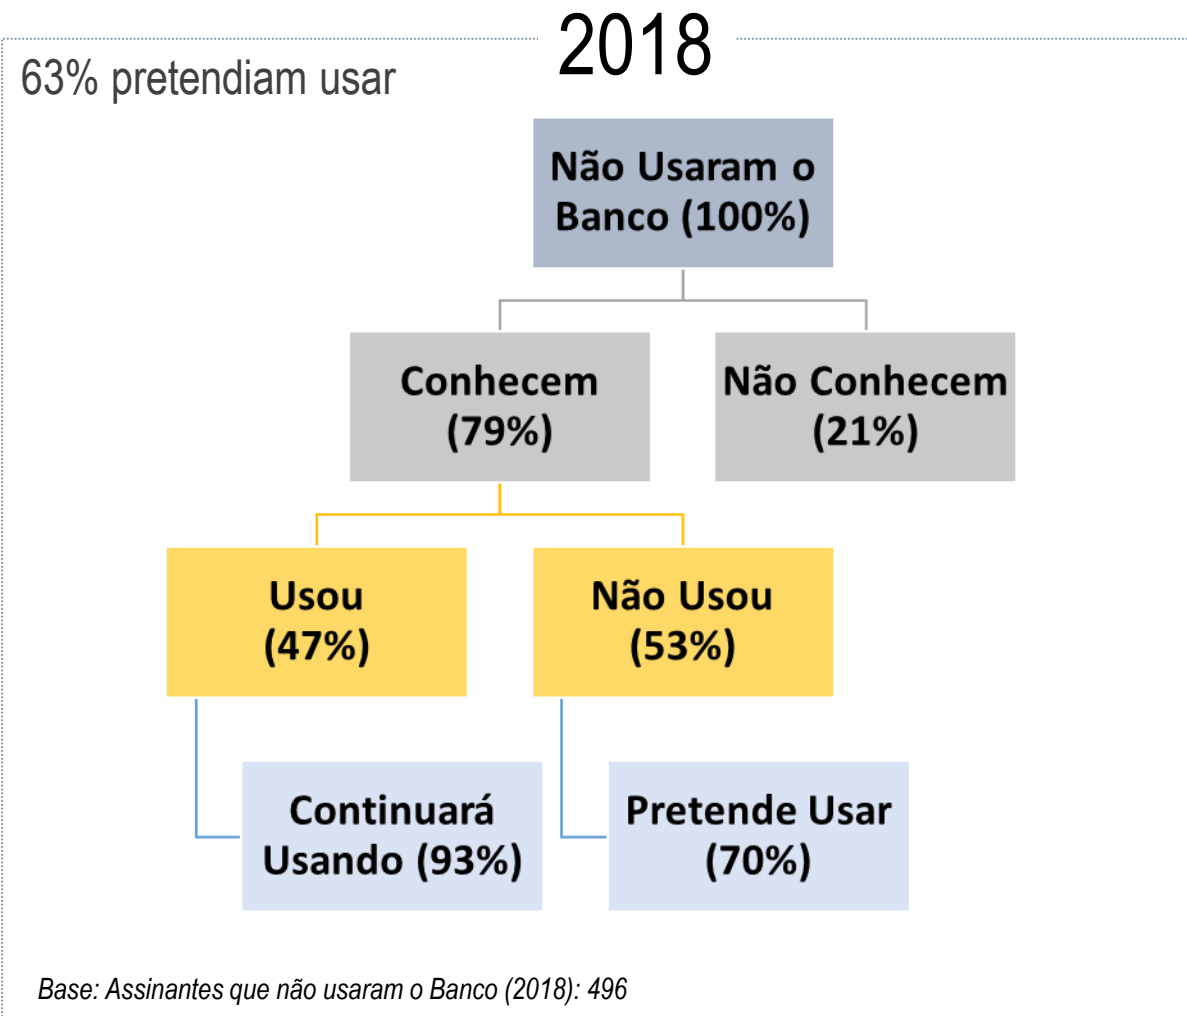 2018
63% pretendiam usar
Não Usaram o
Banco (100%)
Conhecem
(79%)
Não Conhecem
(21%)
Usou
(47%)
Não Usou
(53%)
Continuará
Usando (93%)
Pretende Usar
(70%)
Base: Assinantes que não usaram o Banco (2018): 496